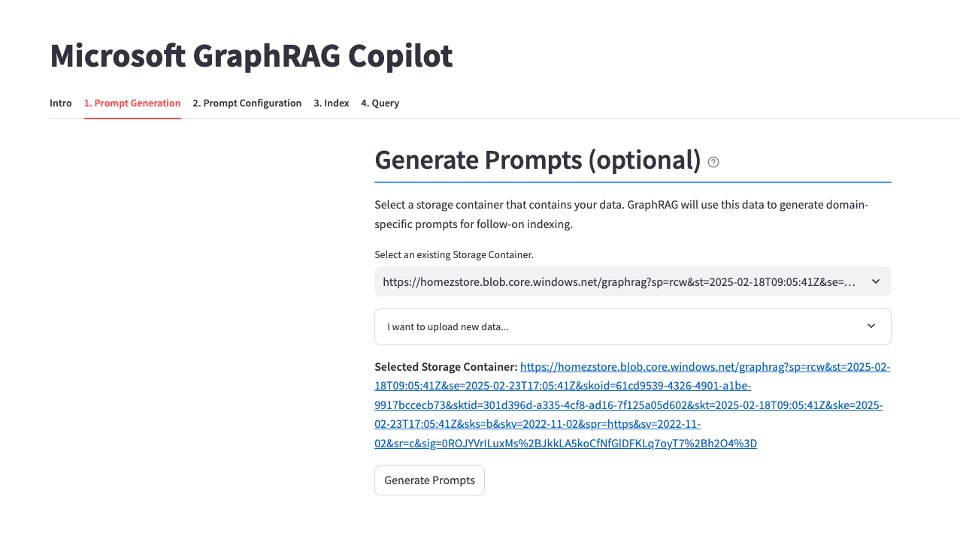 Microsoft GraphRAG Copilot
Intro 1. Prompt Generation 2. Prompt Configuration 3. Index 4. Query
Generate Prompts (optional)
Select a storage container that contains your data. GraphRAG will use this data to generate domain-
specific prompts for follow-on indexing.
Select an existing Storage Container.
https://homezstore.blob.core.windows.net/graphrag?sp=rcw&st=2025-02-18T09:05:41Z&se=...
I want to upload new data...
Selected Storage Container: https://homezstore.blob.core.windows.net/graphrag?sp=rcw&st=2025-02-
18T09:05:41Z&se=2025-02-23T17:05:41Z&skoid=61cd9539-4326-4901-a1be-
9917bccecb73&sktid=301d396d-a335-4cf8-ad16-7f125a05d602&skt=2025-02-18T09:05:41Z&ske=2025-
02-23T17:05:41Z&sks=b&skv=2022-11-02&spr=https&sv=2022-11-
02&sr=c&sig=0ROJYVrILuxMs%2BJkkLA5koCfNfGlDFKLq7oyT7%2Bh2O4%3D
Generate Prompts